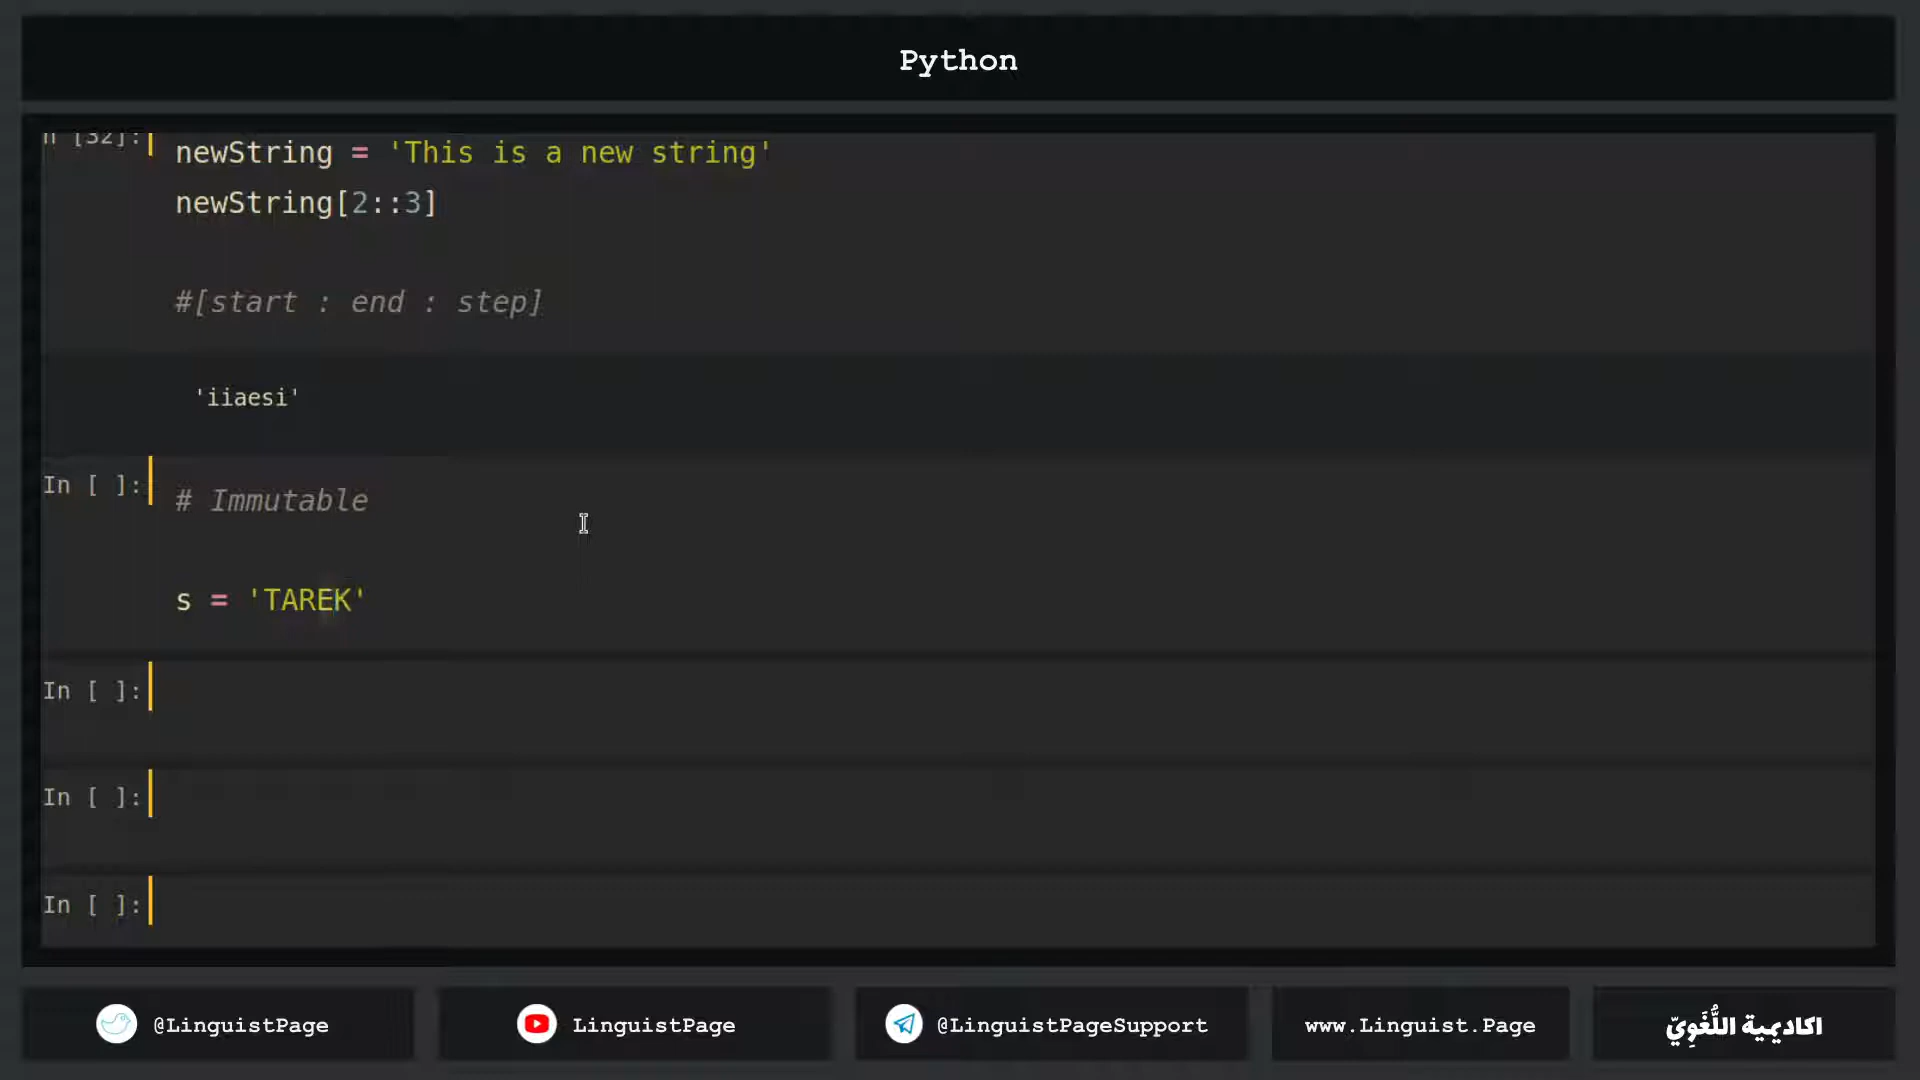 Python
n [32]:
newString = 'This is a new string'
newString[2::3]
#[start : end : step]
'iiaesi'
In [ ]:
# Immutable
s = 'TAREK'
In [ ]:
In [ ]:
In [ ]:
@LinguistPage
LinguistPage
@LinguistPageSupport
www.Linguist.Page
اكاديمية اللُّغَوِيّ